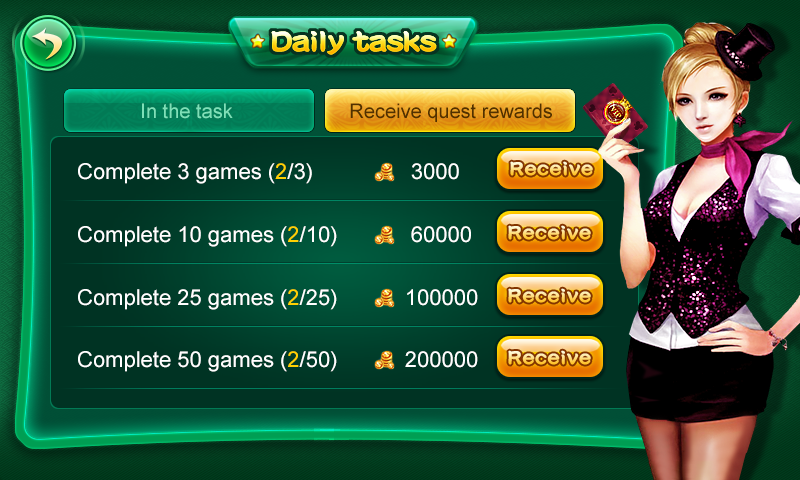 Daily tasks
In the task
Receive quest rewards
Complete 3 games (2/3) 3000 Receive
Complete 10 games (2/10) 60000 Receive
Complete 25 games (2/25) 100000 Receive
Complete 50 games (2/50) 200000 Receive